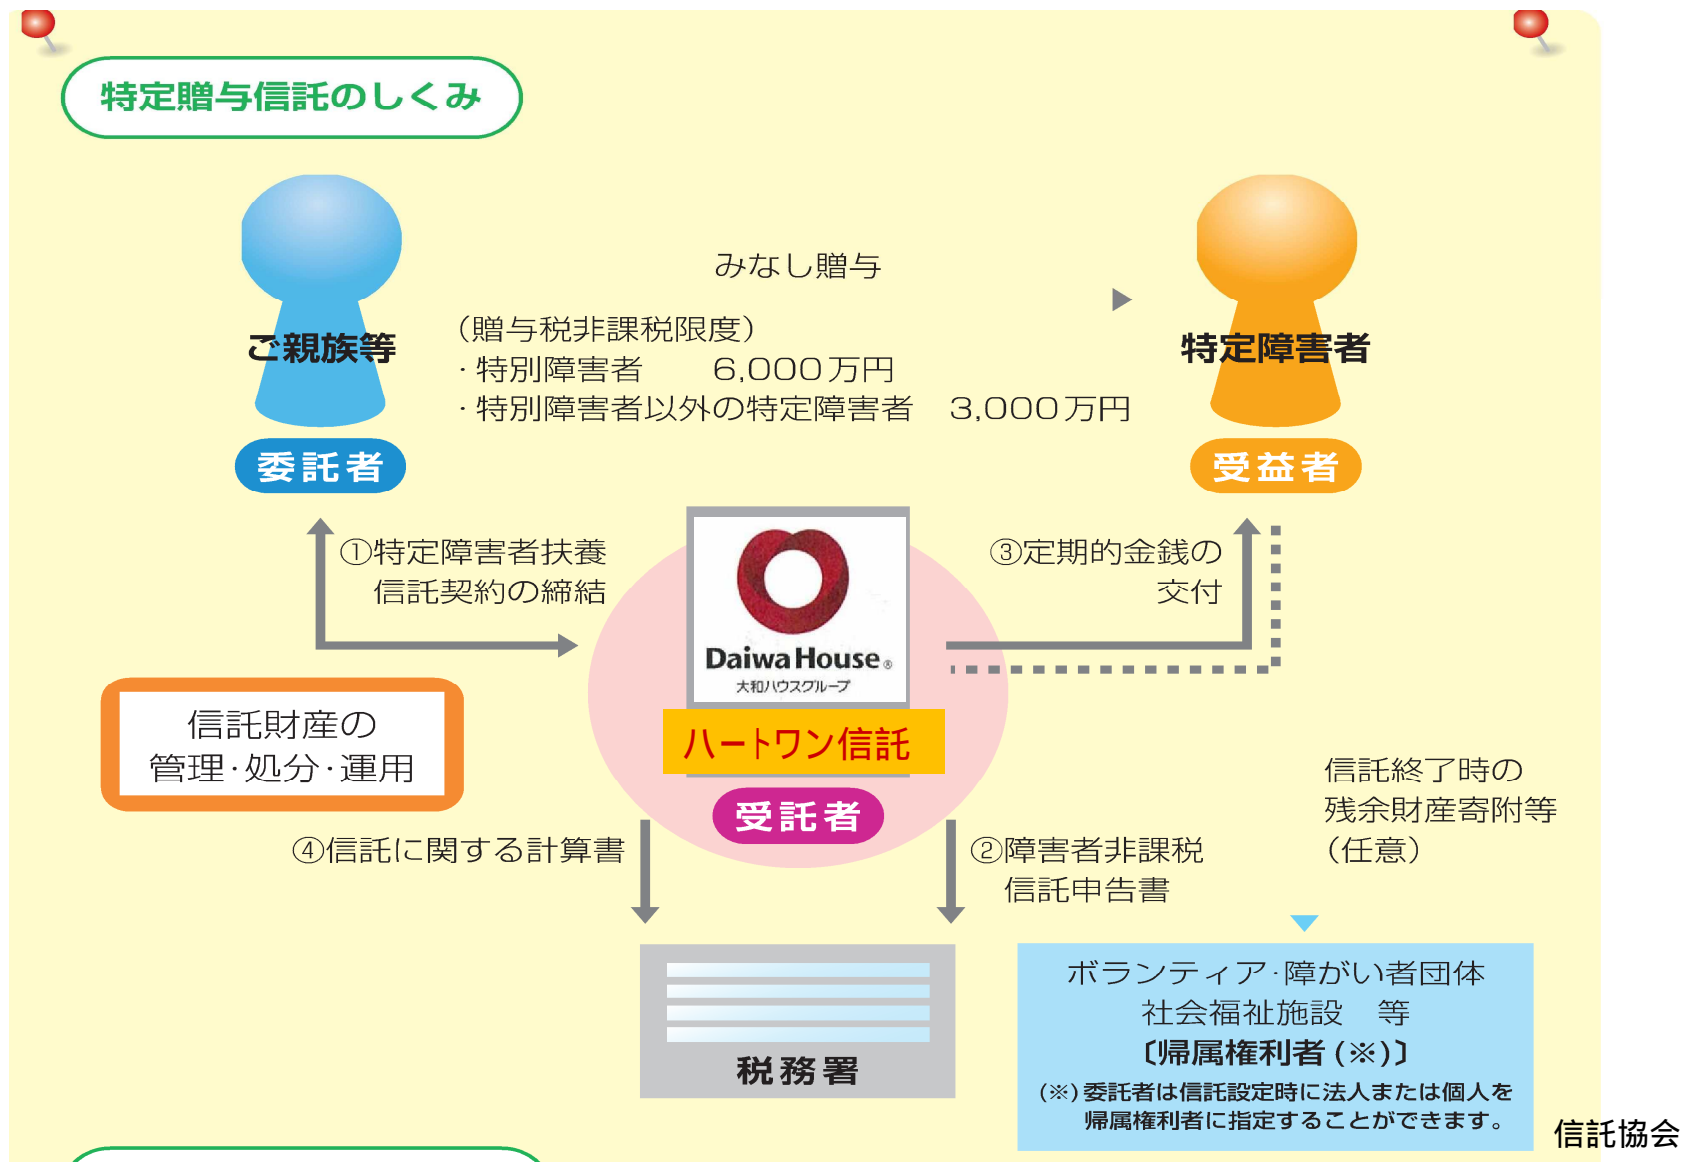 特定贈与信託のしくみ
みなし贈与
（贈与税非課税限度）
・特別障害者　　6,000万円
・特別障害者以外の特定障害者　3,000万円
ご親族等
委託者
特定障害者
受益者
①特定障害者扶養
信託契約の締結
Daiwa House®
大和ハウスグループ
ハートワン信託
受託者
③定期的金銭の
交付
信託財産の
管理・処分・運用
④信託に関する計算書
②障害者非課税
信託申告書
信託終了時の
残余財産寄附等
（任意）
税務署
ボランティア・障がい者団体
社会福祉施設　等
〔帰属権利者(※)〕
(※)委託者は信託設定時に法人または個人を
帰属権利者に指定することができます。
信託協会